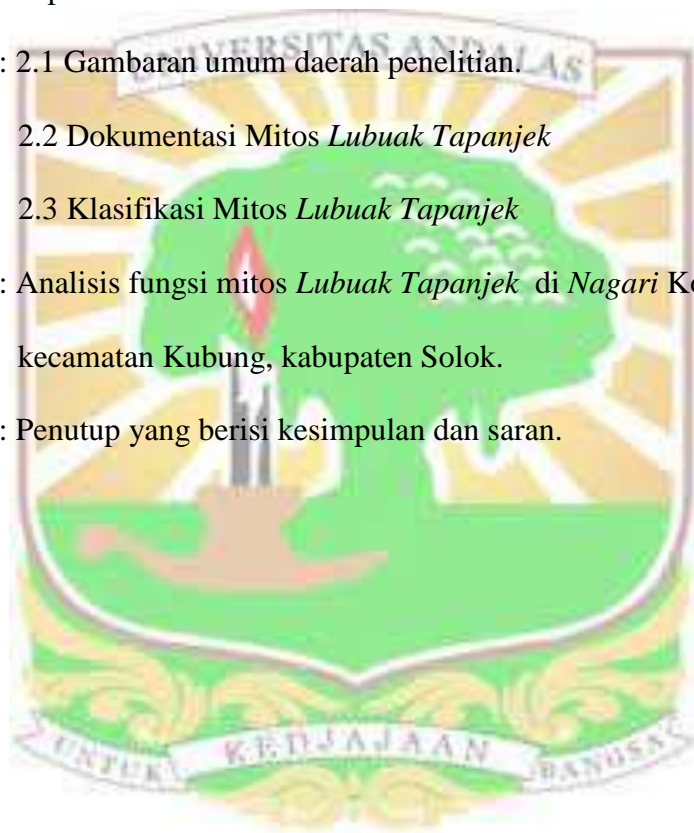 UNIVERSITAS ANDALAS
: 2.1 Gambaran umum daerah penelitian.
2.2 Dokumentasi Mitos Lubuak Tapanjek
2.3 Klasifikasi Mitos Lubuak Tapanjek
: Analisis fungsi mitos Lubuak Tapanjek di Nagari
kecamatan Kubung, kabupaten Solok.
: Penutup yang berisi kesimpulan dan saran.
UNTUK KEDJAJAAN BANGSA